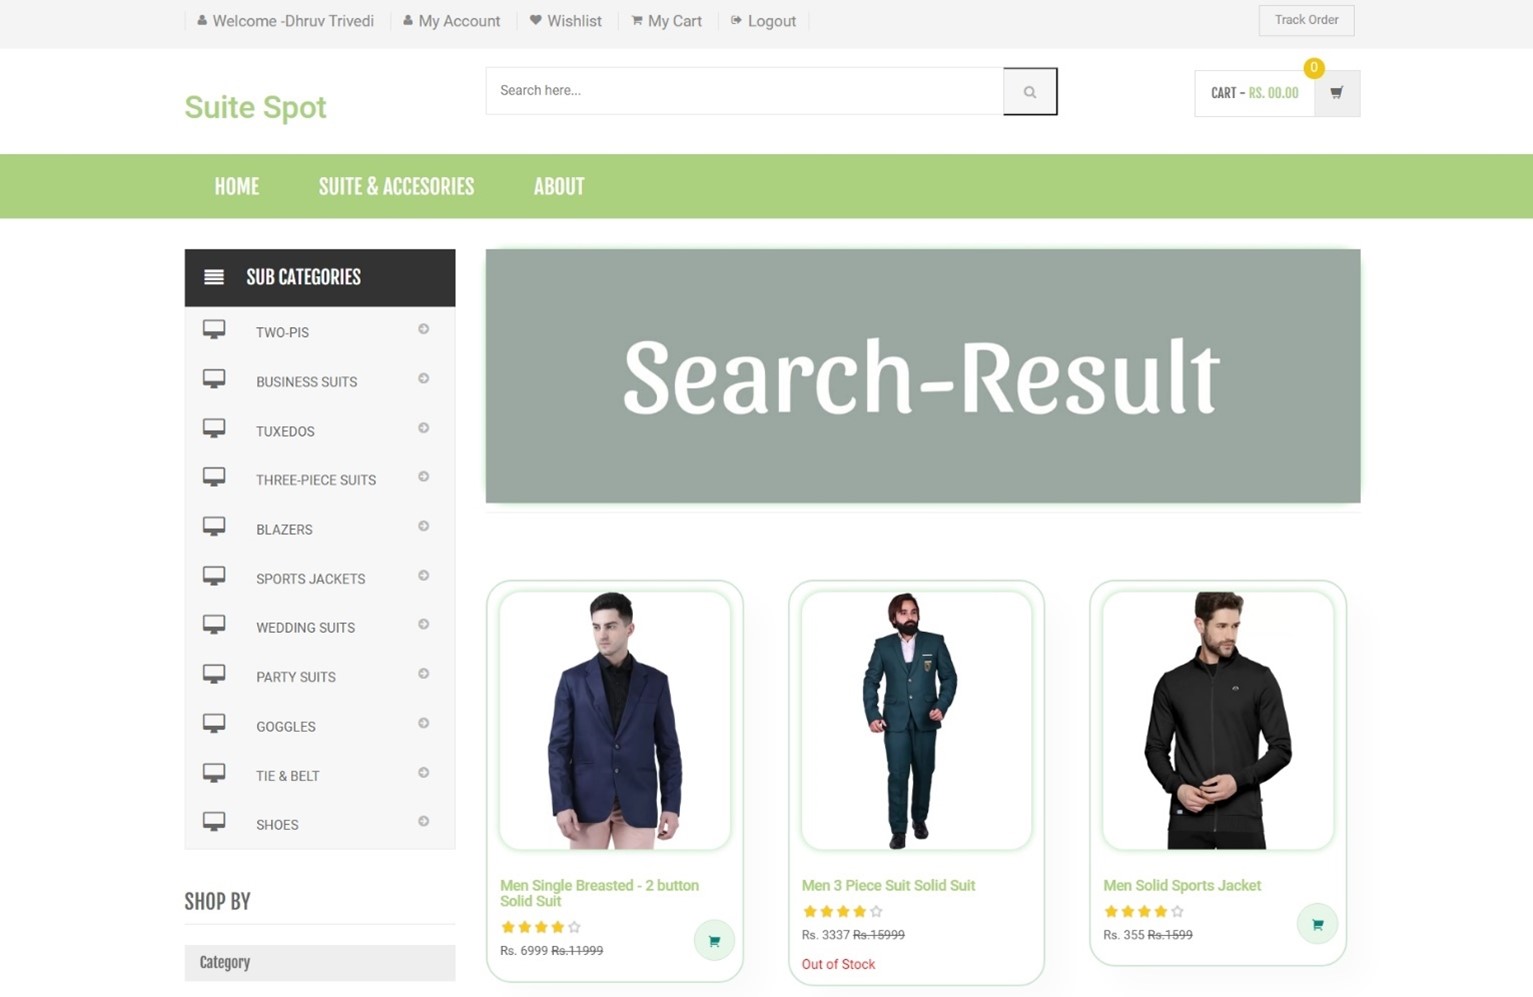 Welcome -Dhruv Trivedi My Account Wishlist My Cart Logout Track Order
Suite Spot
Search here...
0
CART - RS. 00.00
HOME SUITE & ACCESORIES ABOUT
SUB CATEGORIES
TWO-PIS
BUSINESS SUITS
TUXEDOS
THREE-PIECE SUITS
BLAZERS
SPORTS JACKETS
WEDDING SUITS
PARTY SUITS
GOGGLES
TIE & BELT
SHOES
SHOP BY
Category
Search-Result
Men Single Breasted - 2 button
Solid Suit
Rs. 6999 Rs.11999
Men 3 Piece Suit Solid Suit
Rs. 3337 Rs.15999
Out of Stock
Men Solid Sports Jacket
Rs. 355 Rs.1599